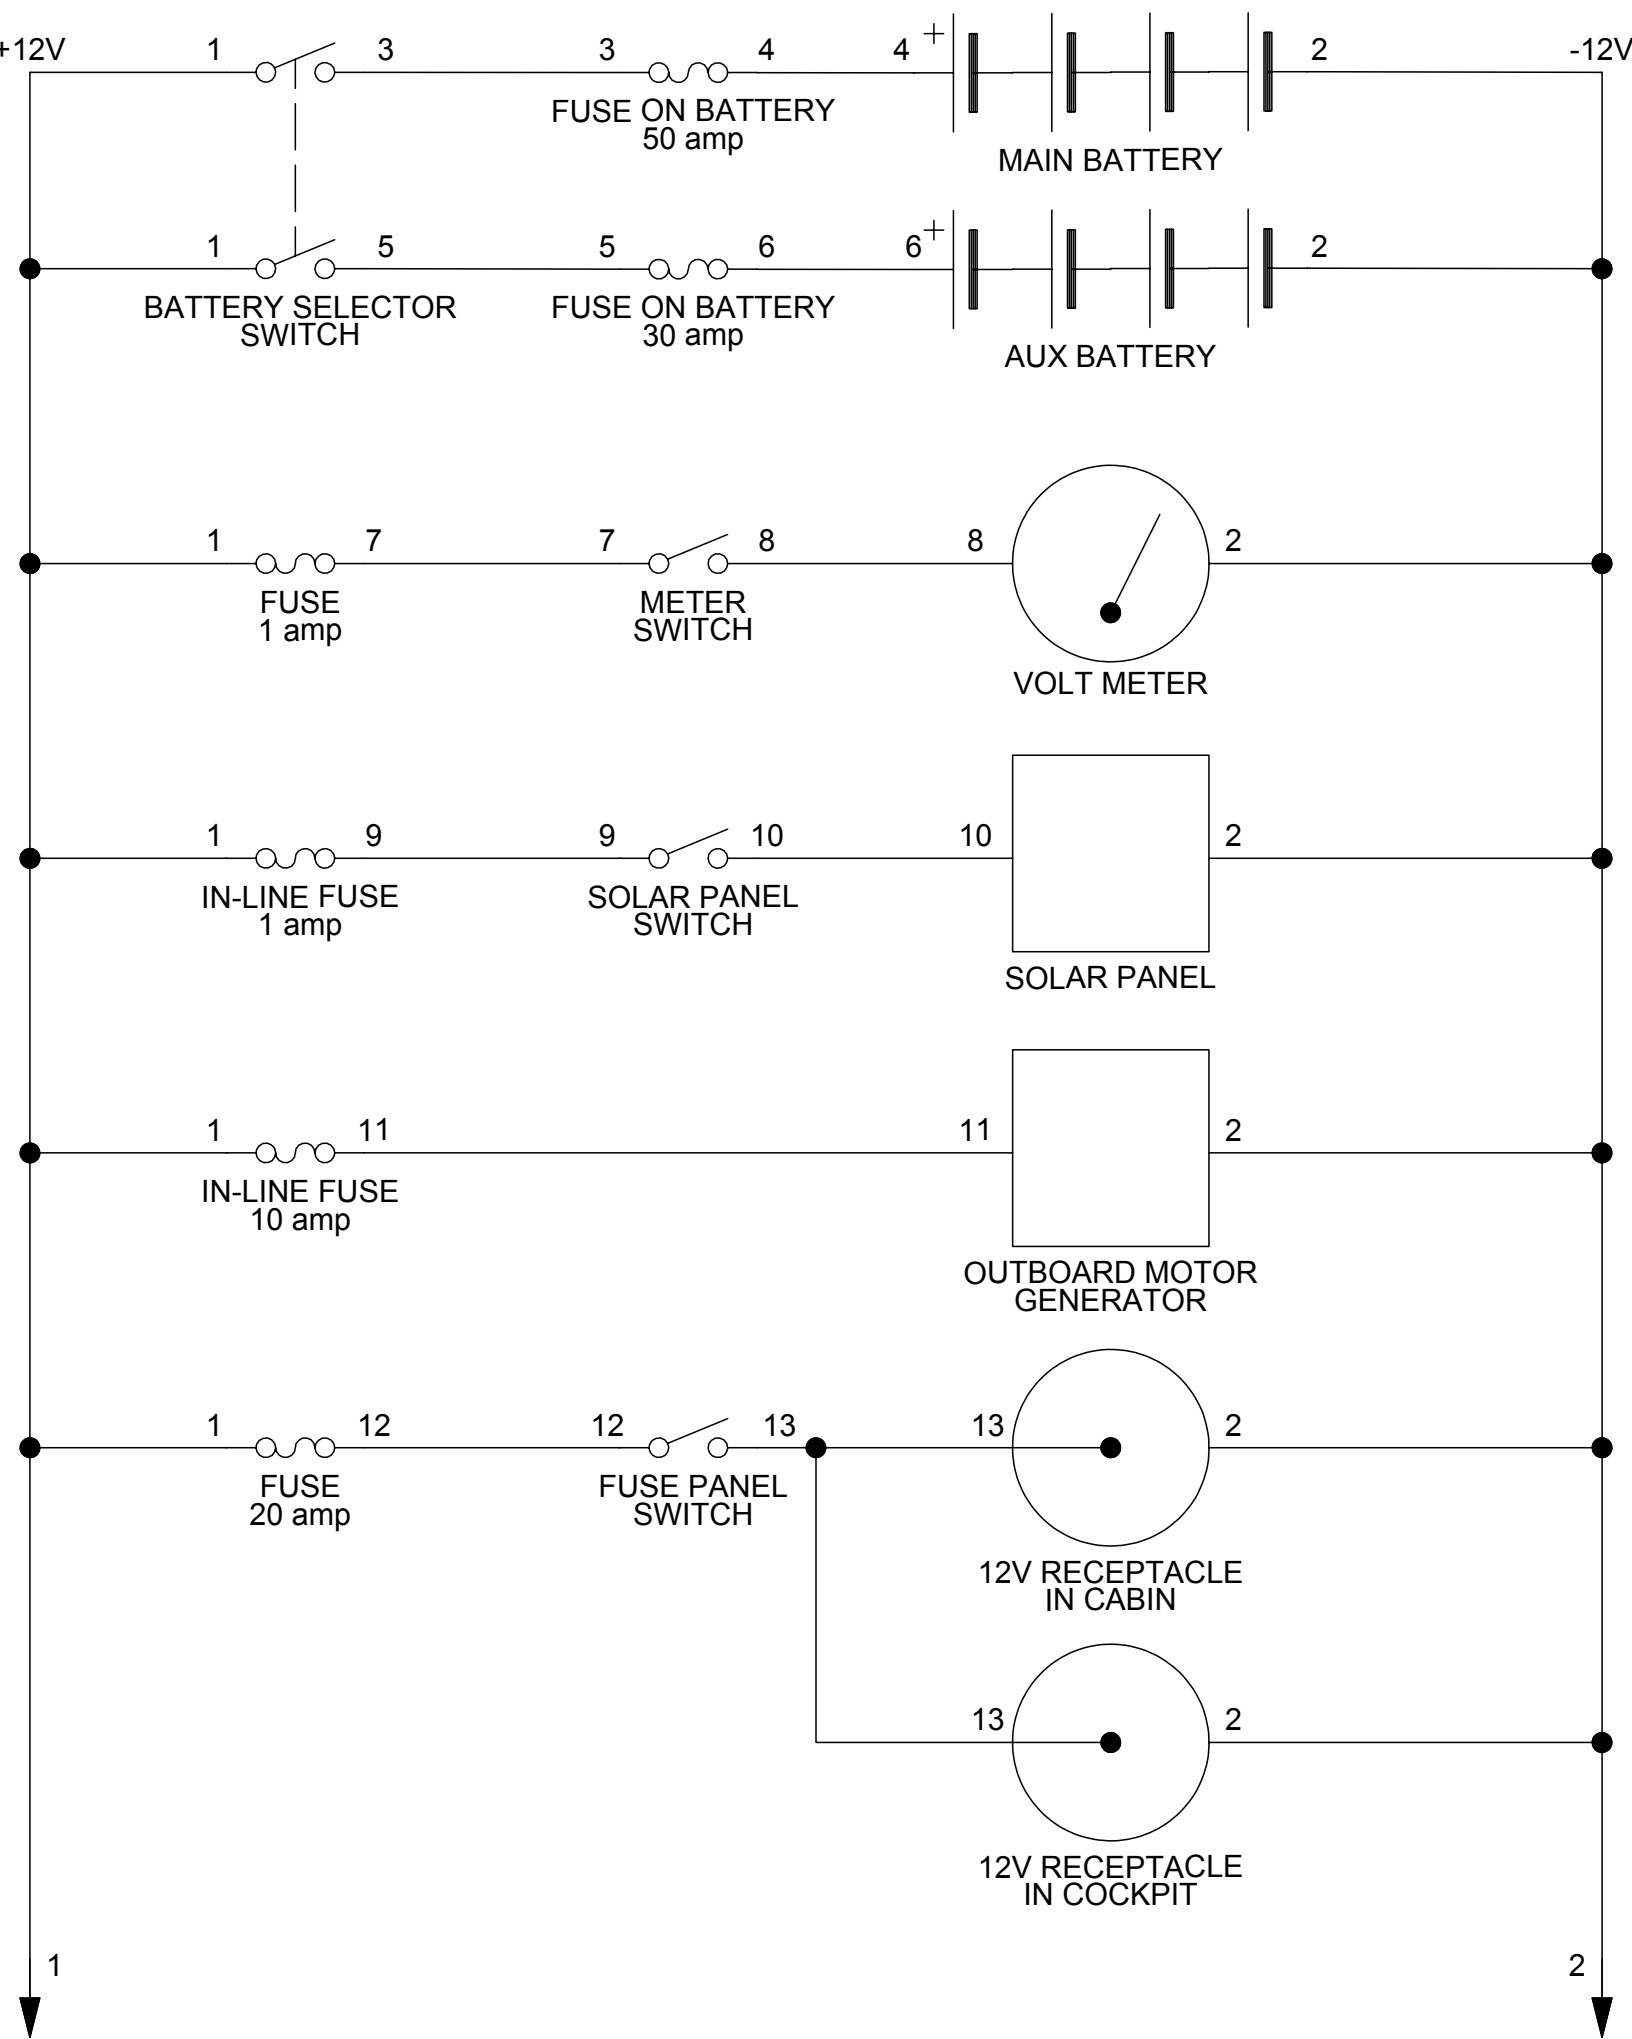 +12V 1 3 3 4 4 + 2 -12V
FUSE ON BATTERY
50 amp
MAIN BATTERY
1 5 5 6 6 + 2
BATTERY SELECTOR
SWITCH
FUSE ON BATTERY
30 amp
AUX BATTERY
1 7 7 8 8 2
FUSE
1 amp
METER
SWITCH
VOLT METER
1 9 9 10 10 2
IN-LINE FUSE
1 amp
SOLAR PANEL
SWITCH
SOLAR PANEL
1 11 11 2
IN-LINE FUSE
10 amp
OUTBOARD MOTOR
GENERATOR
1 12 12 13 13 2
FUSE
20 amp
FUSE PANEL
SWITCH
12V RECEPTACLE
IN CABIN
13 2
12V RECEPTACLE
IN COCKPIT
1 2